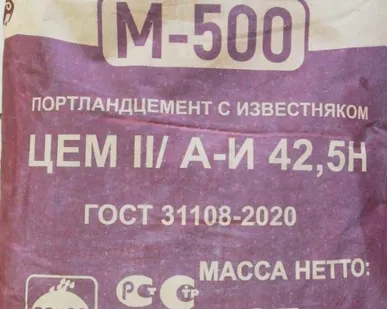 М-500
ПОРТЛАНДЦЕМЕНТ С ИЗВЕСТНЯКОМ
ЦЕМ II/ А-И 42,5Н
ГОСТ 31108-2020
МАССА НЕТТО: